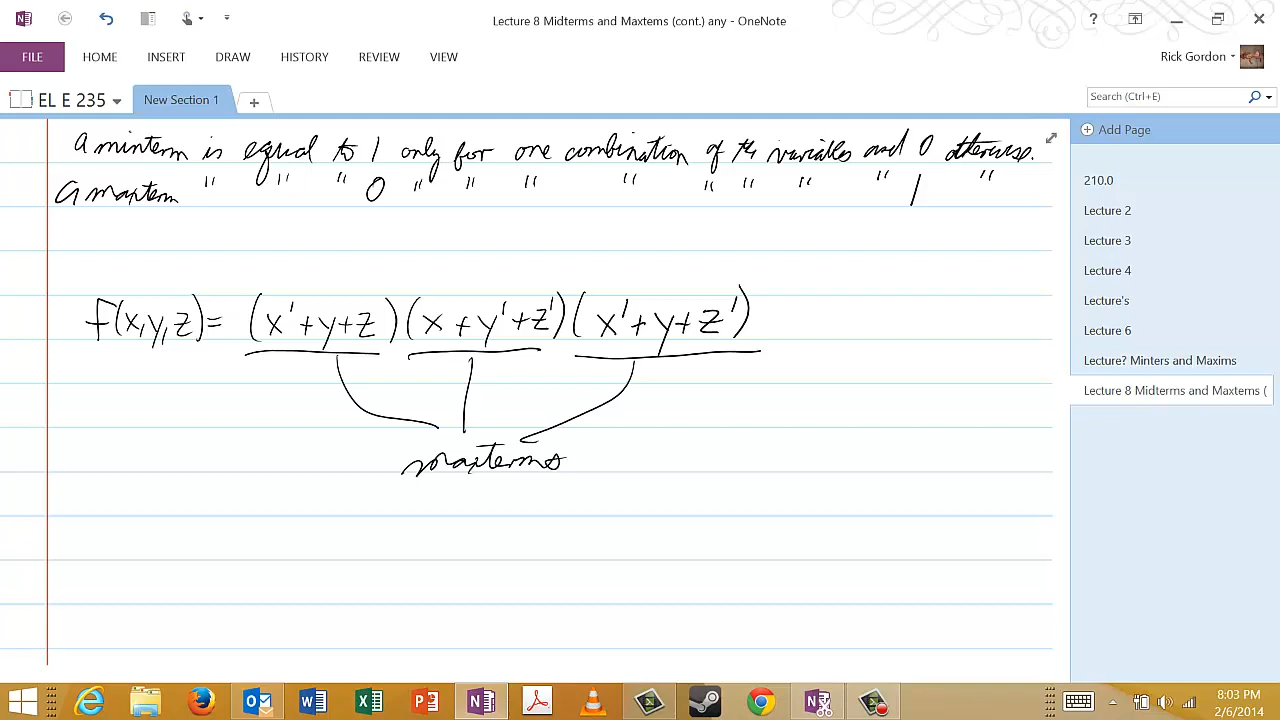 Lecture 8 Midterms and Maxtems (cont.) any - OneNote
?
FILE HOME INSERT DRAW HISTORY REVIEW VIEW
Rick Gordon
EL E 235 New Section 1 +
Search (Ctrl+E)
a minterm is equal to 1 only for one combination of the variables and 0 otherwise.
a maxterm " " " 0 " " " " " " " " 1 "
f(x,y,z)= (x'+y+z)(x+y'+z')(x'+y+z')
maxterms
Add Page
210.0
Lecture 2
Lecture 3
Lecture 4
Lecture's
Lecture 6
Lecture? Minters and Maxims
Lecture 8 Midterms and Maxtems (
8:03 PM
2/6/2014